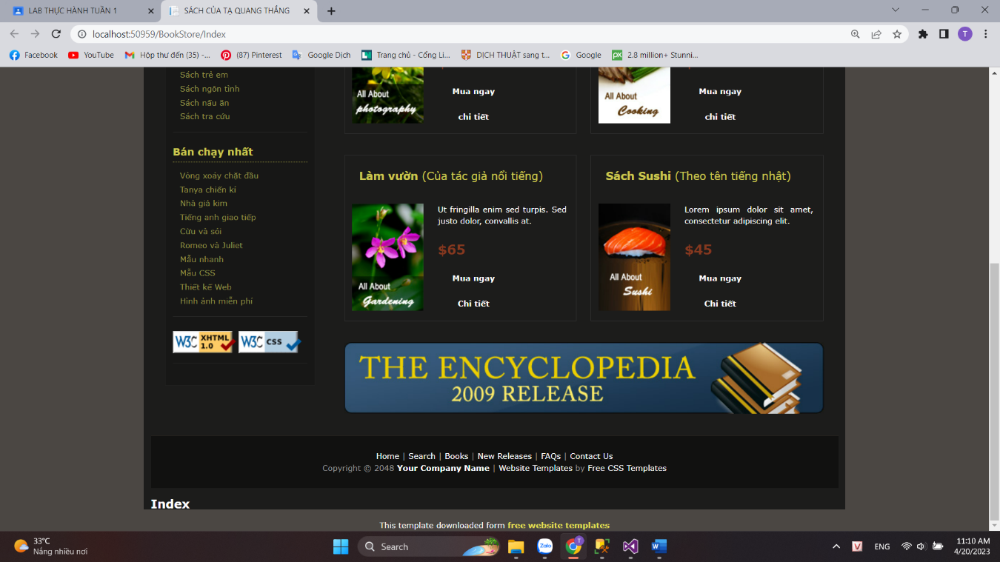 LAB THỰC HÀNH TUẦN 1
SÁCH CỦA TẠ QUANG THẮNG
localhost:50959/BookStore/Index
T
Facebook
YouTube
Hộp thư đến (35) -...
(87) Pinterest
Google Dịch
Trang chủ - Cổng Li...
DỊCH THUẬT sang t...
Google
px
2.8 million+ Stunni...
Sách trẻ em
Sách ngôn tình
Sách nấu ăn
Sách tra cứu
Bán chạy nhất
Vòng xoáy chặt đầu
Tanya chiến kí
Nhà giả kim
Tiếng anh giao tiếp
Cừu và sói
Romeo và Juliet
Mẫu nhanh
Mẫu CSS
Thiết kế Web
Hình ảnh miễn phí
W3C XHTML 1.0
W3C css
All About
photography
Mua ngay
chi tiết
All About
Cooking
Mua ngay
chi tiết
Làm vườn (Của tác giả nổi tiếng)
Ut fringilla enim sed turpis. Sed
justo dolor, convallis at.
$65
All About
Gardening
Mua ngay
Chi tiết
Sách Sushi (Theo tên tiếng nhật)
Lorem ipsum dolor sit amet,
consectetur adipiscing elit.
$45
All About
Sushi
Mua ngay
Chi tiết
THE ENCYCLOPEDIA
2009 RELEASE
Home | Search | Books | New Releases | FAQs | Contact Us
Copyright © 2048 Your Company Name | Website Templates by Free CSS Templates
Index
This template downloaded form free website templates
33°C
Nắng nhiều nơi
Search
Zalo
T
V
ENG
11:10 AM
4/20/2023